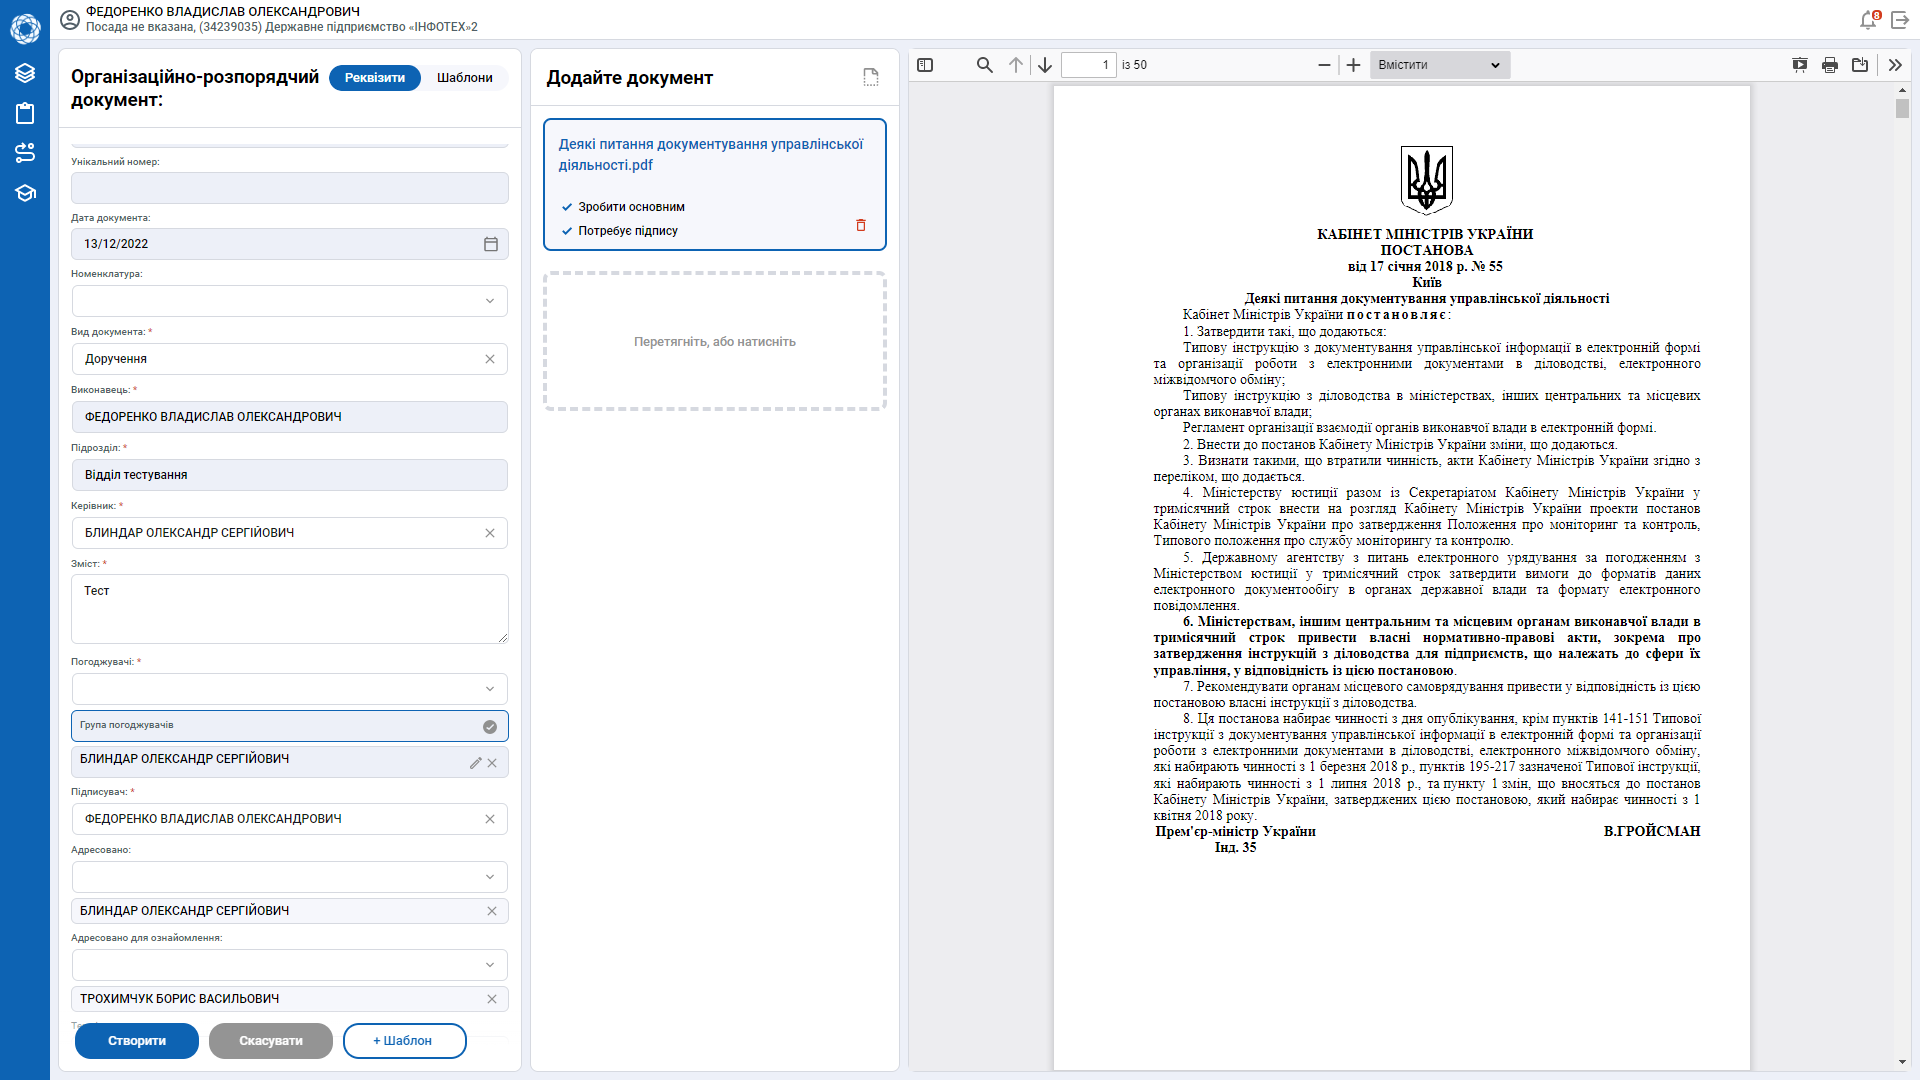 ФЕДОРЕНКО ВЛАДИСЛАВ ОЛЕКСАНДРОВИЧ
Посада не вказана, (34239035) Державне підприємство «ІНФОТЕХ»2
8
Організаційно-розпорядчий
документ:
Реквізити
Шаблони
Унікальний номер:
Дата документа:
13/12/2022
Номенклатура:
Вид документа: *
Доручення
Виконавець: *
ФЕДОРЕНКО ВЛАДИСЛАВ ОЛЕКСАНДРОВИЧ
Підрозділ: *
Відділ тестування
Керівник: *
БЛИНДАР ОЛЕКСАНДР СЕРГІЙОВИЧ
Зміст: *
Тест
Погоджувачі: *
Група погоджувачів
БЛИНДАР ОЛЕКСАНДР СЕРГІЙОВИЧ
Підписувач: *
ФЕДОРЕНКО ВЛАДИСЛАВ ОЛЕКСАНДРОВИЧ
Адресовано:
БЛИНДАР ОЛЕКСАНДР СЕРГІЙОВИЧ
Адресовано для ознайомлення:
ТРОХИМЧУК БОРИС ВАСИЛЬОВИЧ
Створити
Скасувати
+ Шаблон
Додайте документ
Деякі питання документування управлінської
діяльності.pdf
Зробити основним
Потребує підпису
Перетягніть, або натисніть
1 із 50
Вмістити
КАБІНЕТ МІНІСТРІВ УКРАЇНИ
ПОСТАНОВА
від 17 січня 2018 р. № 55
Київ
Деякі питання документування управлінської діяльності
Кабінет Міністрів України постановляє:
1. Затвердити такі, що додаються:
Типову інструкцію з документування управлінської інформації в електронній формі
та організації роботи з електронними документами в діловодстві, електронного
міжвідомчого обміну;
Типову інструкцію з діловодства в міністерствах, інших центральних та місцевих
органах виконавчої влади;
Регламент організації взаємодії органів виконавчої влади в електронній формі.
2. Внести до постанов Кабінету Міністрів України зміни, що додаються.
3. Визнати такими, що втратили чинність, акти Кабінету Міністрів України згідно з
переліком, що додається.
4. Міністерству юстиції разом із Секретаріатом Кабінету Міністрів України у
тримісячний строк внести на розгляд Кабінету Міністрів України проекти постанов
Кабінету Міністрів України про затвердження Положення про моніторинг та контроль,
Типового положення про службу моніторингу та контролю.
5. Державному агентству з питань електронного урядування за погодженням з
Міністерством юстиції у тримісячний строк затвердити вимоги до форматів даних
електронного документообігу в органах державної влади та формату електронного
повідомлення.
6. Міністерствам, іншим центральним та місцевим органам виконавчої влади в
тримісячний строк привести власні нормативно-правові акти, зокрема про
затвердження інструкцій з діловодства для підприємств, що належать до сфери їх
управління, у відповідність із цією постановою.
7. Рекомендувати органам місцевого самоврядування привести у відповідність із цією
постановою власні інструкції з діловодства.
8. Ця постанова набирає чинності з дня опублікування, крім пунктів 141-151 Типової
інструкції з документування управлінської інформації в електронній формі та організації
роботи з електронними документами в діловодстві, електронного міжвідомчого обміну,
які набирають чинності з 1 березня 2018 р., пунктів 195-217 зазначеної Типової інструкції,
які набирають чинності з 1 липня 2018 р., та пункту 1 змін, що вносяться до постанов
Кабінету Міністрів України, затверджених цією постановою, який набирає чинності з 1
квітня 2018 року.
Прем'єр-міністр України В.ГРОЙСМАН
Інд. 35